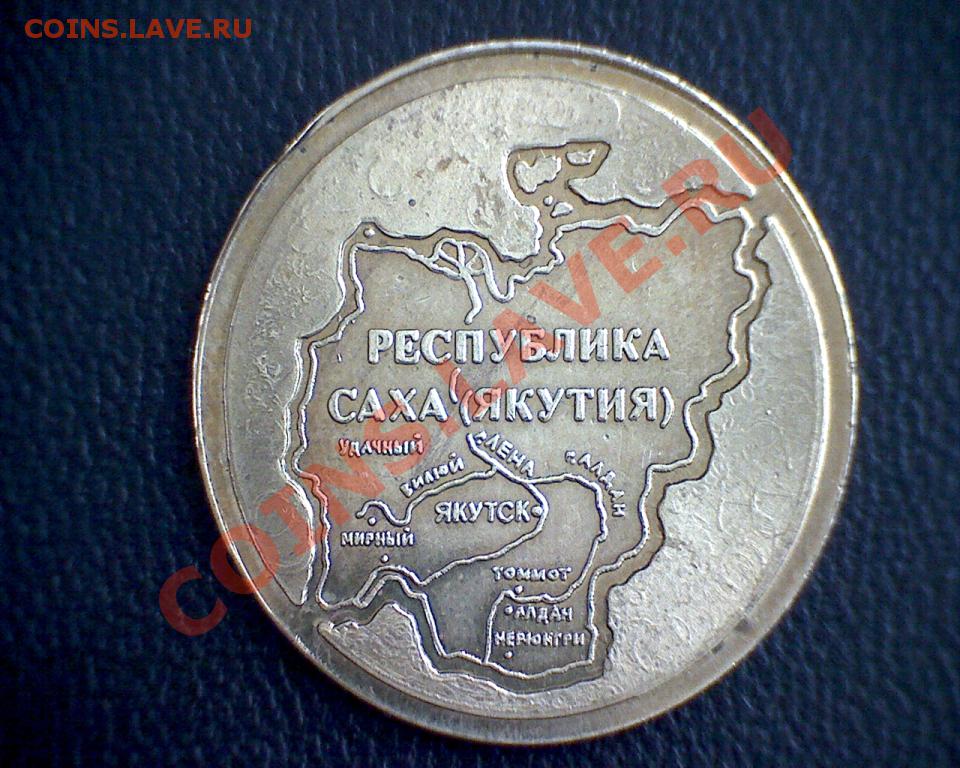 COINS.LAVE.RU
COINS.LAVE.RU
РЕСПУБЛИКА
САХА (ЯКУТИЯ)
УДАЧНЫЙ
ВИЛЮЙ
Р.ЛЕНА
Р.АЛДАН
ЯКУТСК
МИРНЫЙ
ТОММОТ
АЛДАН
НЕРЮНГРИ